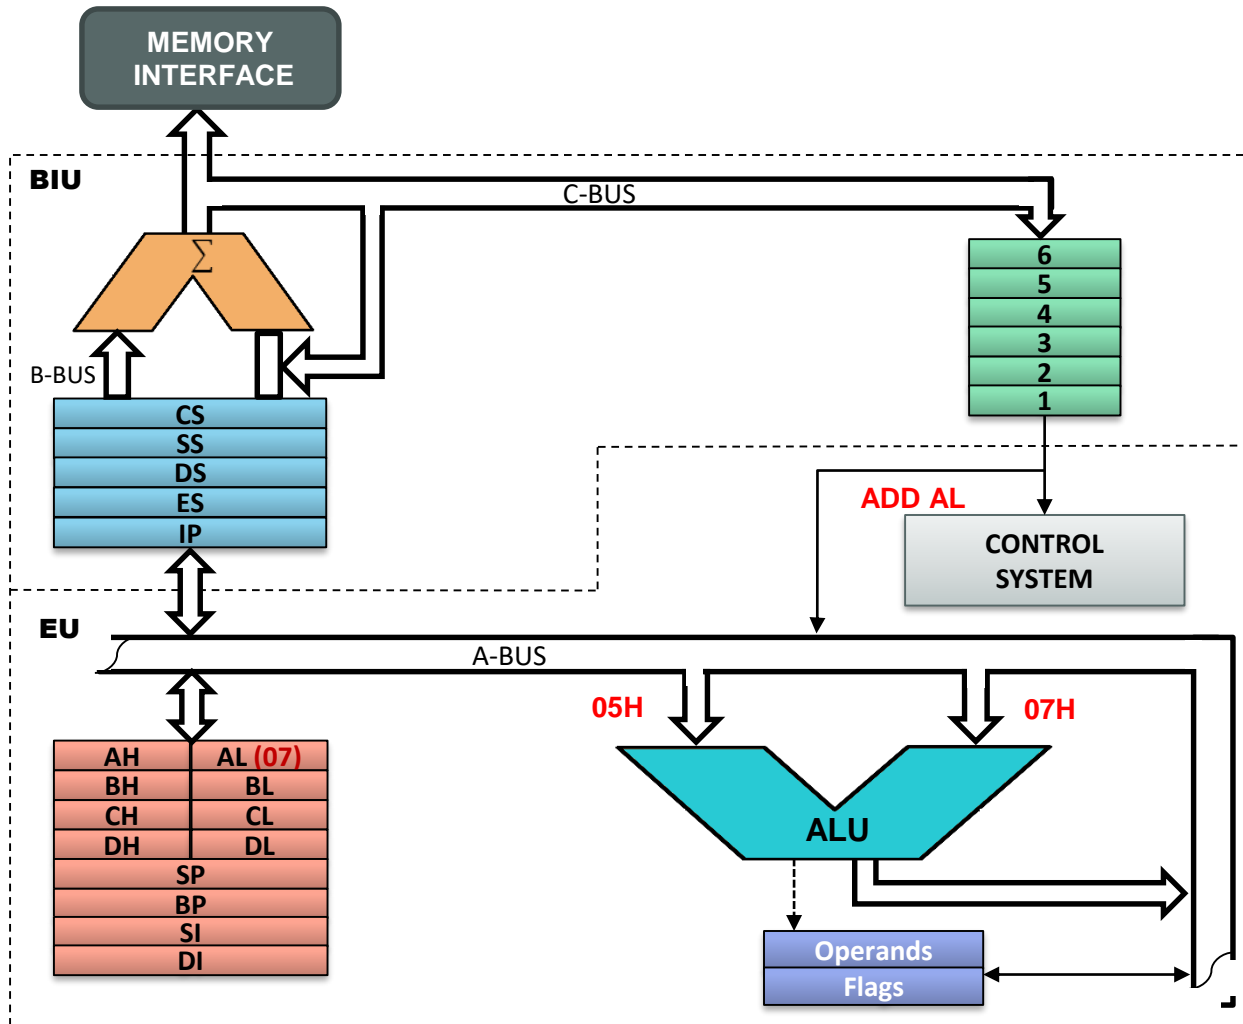 MEMORY
INTERFACE
BIU
C-BUS
Σ
6
5
4
3
2
1
B-BUS
CS
SS
DS
ES
IP
ADD AL
CONTROL
SYSTEM
EU
A-BUS
05H
07H
AH AL (07)
BH BL
CH CL
DH DL
SP
BP
SI
DI
ALU
Operands
Flags